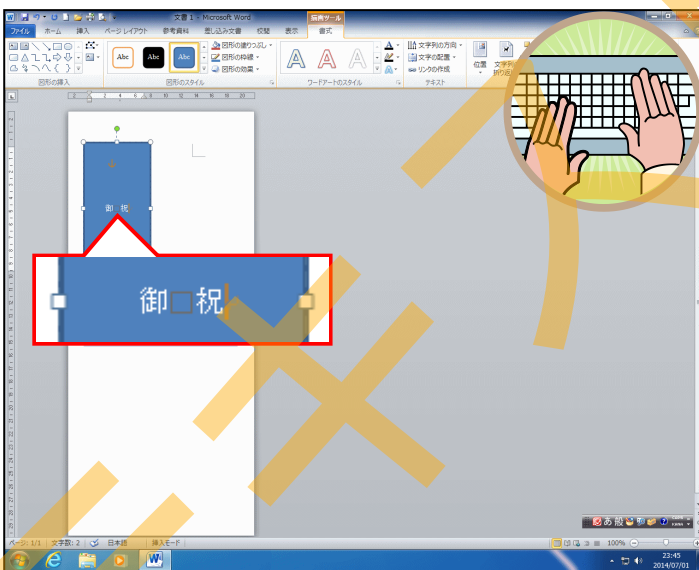 文書 1 - Microsoft Word
描画ツール
ファイル ホーム 挿入 ページ レイアウト 参考資料 差し込み文書 校閲 表示 書式
Abc Abc Abc
図形の塗りつぶし
図形の枠線
図形の効果
A A A
文字列の方向
文字の配置
リンクの作成
位置
図形の挿入 図形のスタイル ワードアートのスタイル テキスト
御□祝
御□祝
あ 般
ページ: 1/1 文字数: 2 日本語 挿入モード 100%
23:45
2014/07/01